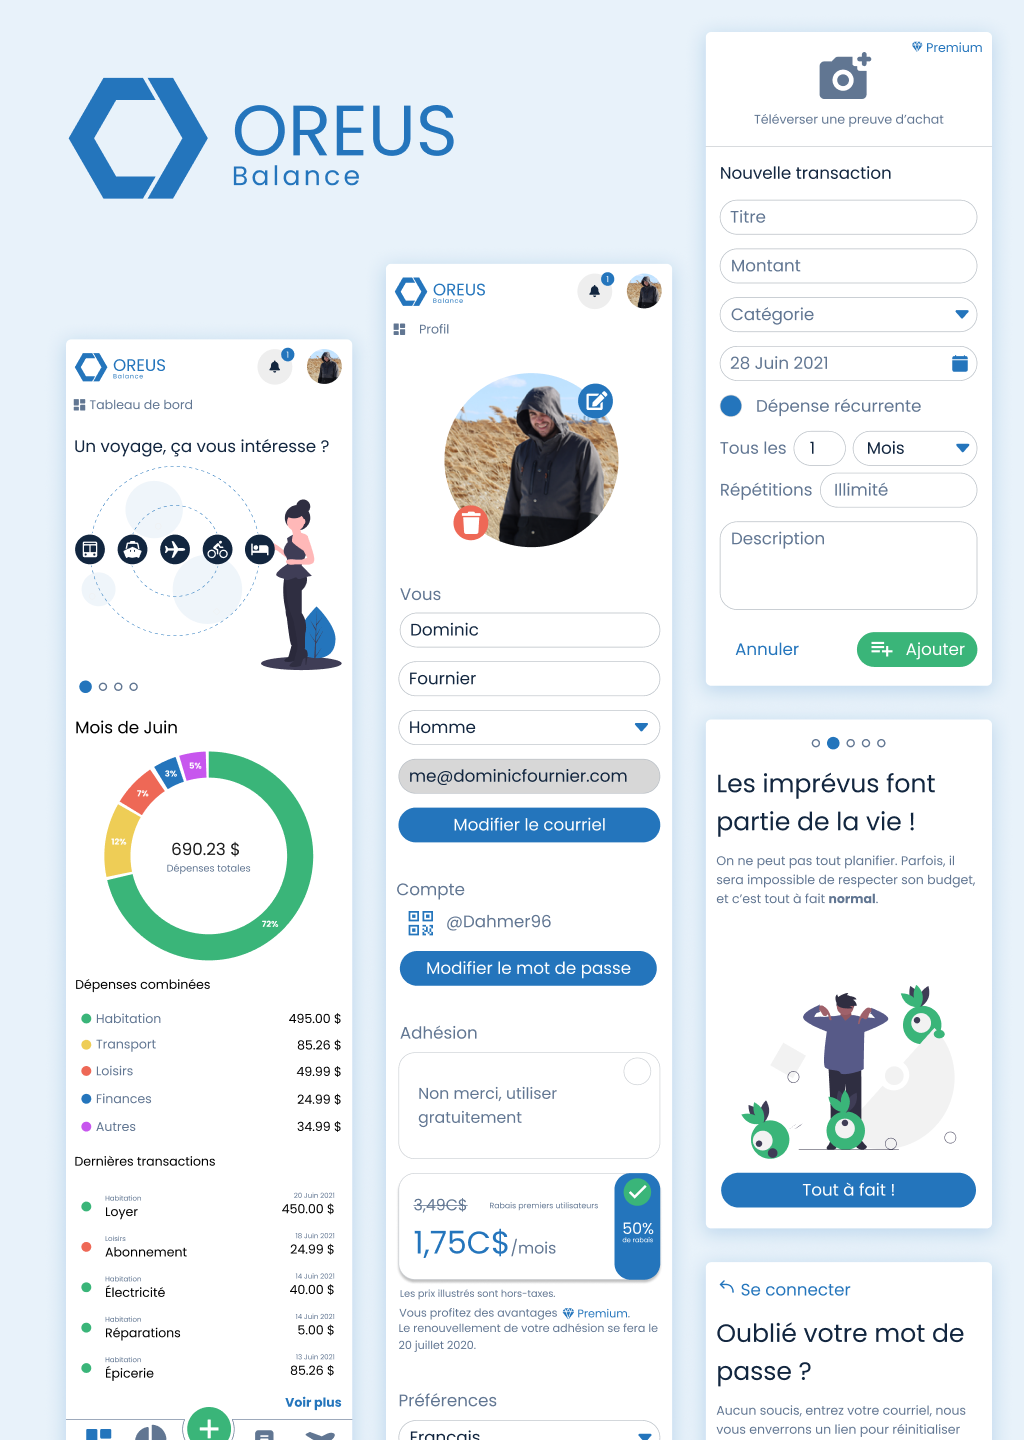 OREUS
Balance
OREUS
Balance
1
Tableau de bord
Un voyage, ça vous intéresse ?
Mois de Juin
5%
3%
7%
12%
690.23 $
Dépenses totales
72%
Dépenses combinées
Habitation 495.00 $
Transport 85.26 $
Loisirs 49.99 $
Finances 24.99 $
Autres 34.99 $
Dernières transactions
Habitation 20 Juin 2021
Loyer 450.00 $
Loisirs 18 Juin 2021
Abonnement 24.99 $
Habitation 14 Juin 2021
Électricité 40.00 $
Habitation 14 Juin 2021
Réparations 5.00 $
Habitation 13 Juin 2021
Épicerie 85.26 $
Voir plus
OREUS
Balance
1
Profil
Vous
Dominic
Fournier
Homme
me@dominicfournier.com
Modifier le courriel
Compte
@Dahmer96
Modifier le mot de passe
Adhésion
Non merci, utiliser
gratuitement
3,49C$ Rabais premiers utilisateurs
1,75C$/mois
50%
de rabais
Les prix illustrés sont hors-taxes.
Vous profitez des avantages Premium.
Le renouvellement de votre adhésion se fera le
20 juillet 2020.
Préférences
Français
Premium
Téléverser une preuve d’achat
Nouvelle transaction
Titre
Montant
Catégorie
28 Juin 2021
Dépense récurrente
Tous les 1 Mois
Répétitions Illimité
Description
Annuler Ajouter
Les imprévus font
partie de la vie !
On ne peut pas tout planifier. Parfois, il
sera impossible de respecter son budget,
et c’est tout à fait normal.
Tout à fait !
Se connecter
Oublié votre mot de
passe ?
Aucun soucis, entrez votre courriel, nous
vous enverrons un lien pour réinitialiser